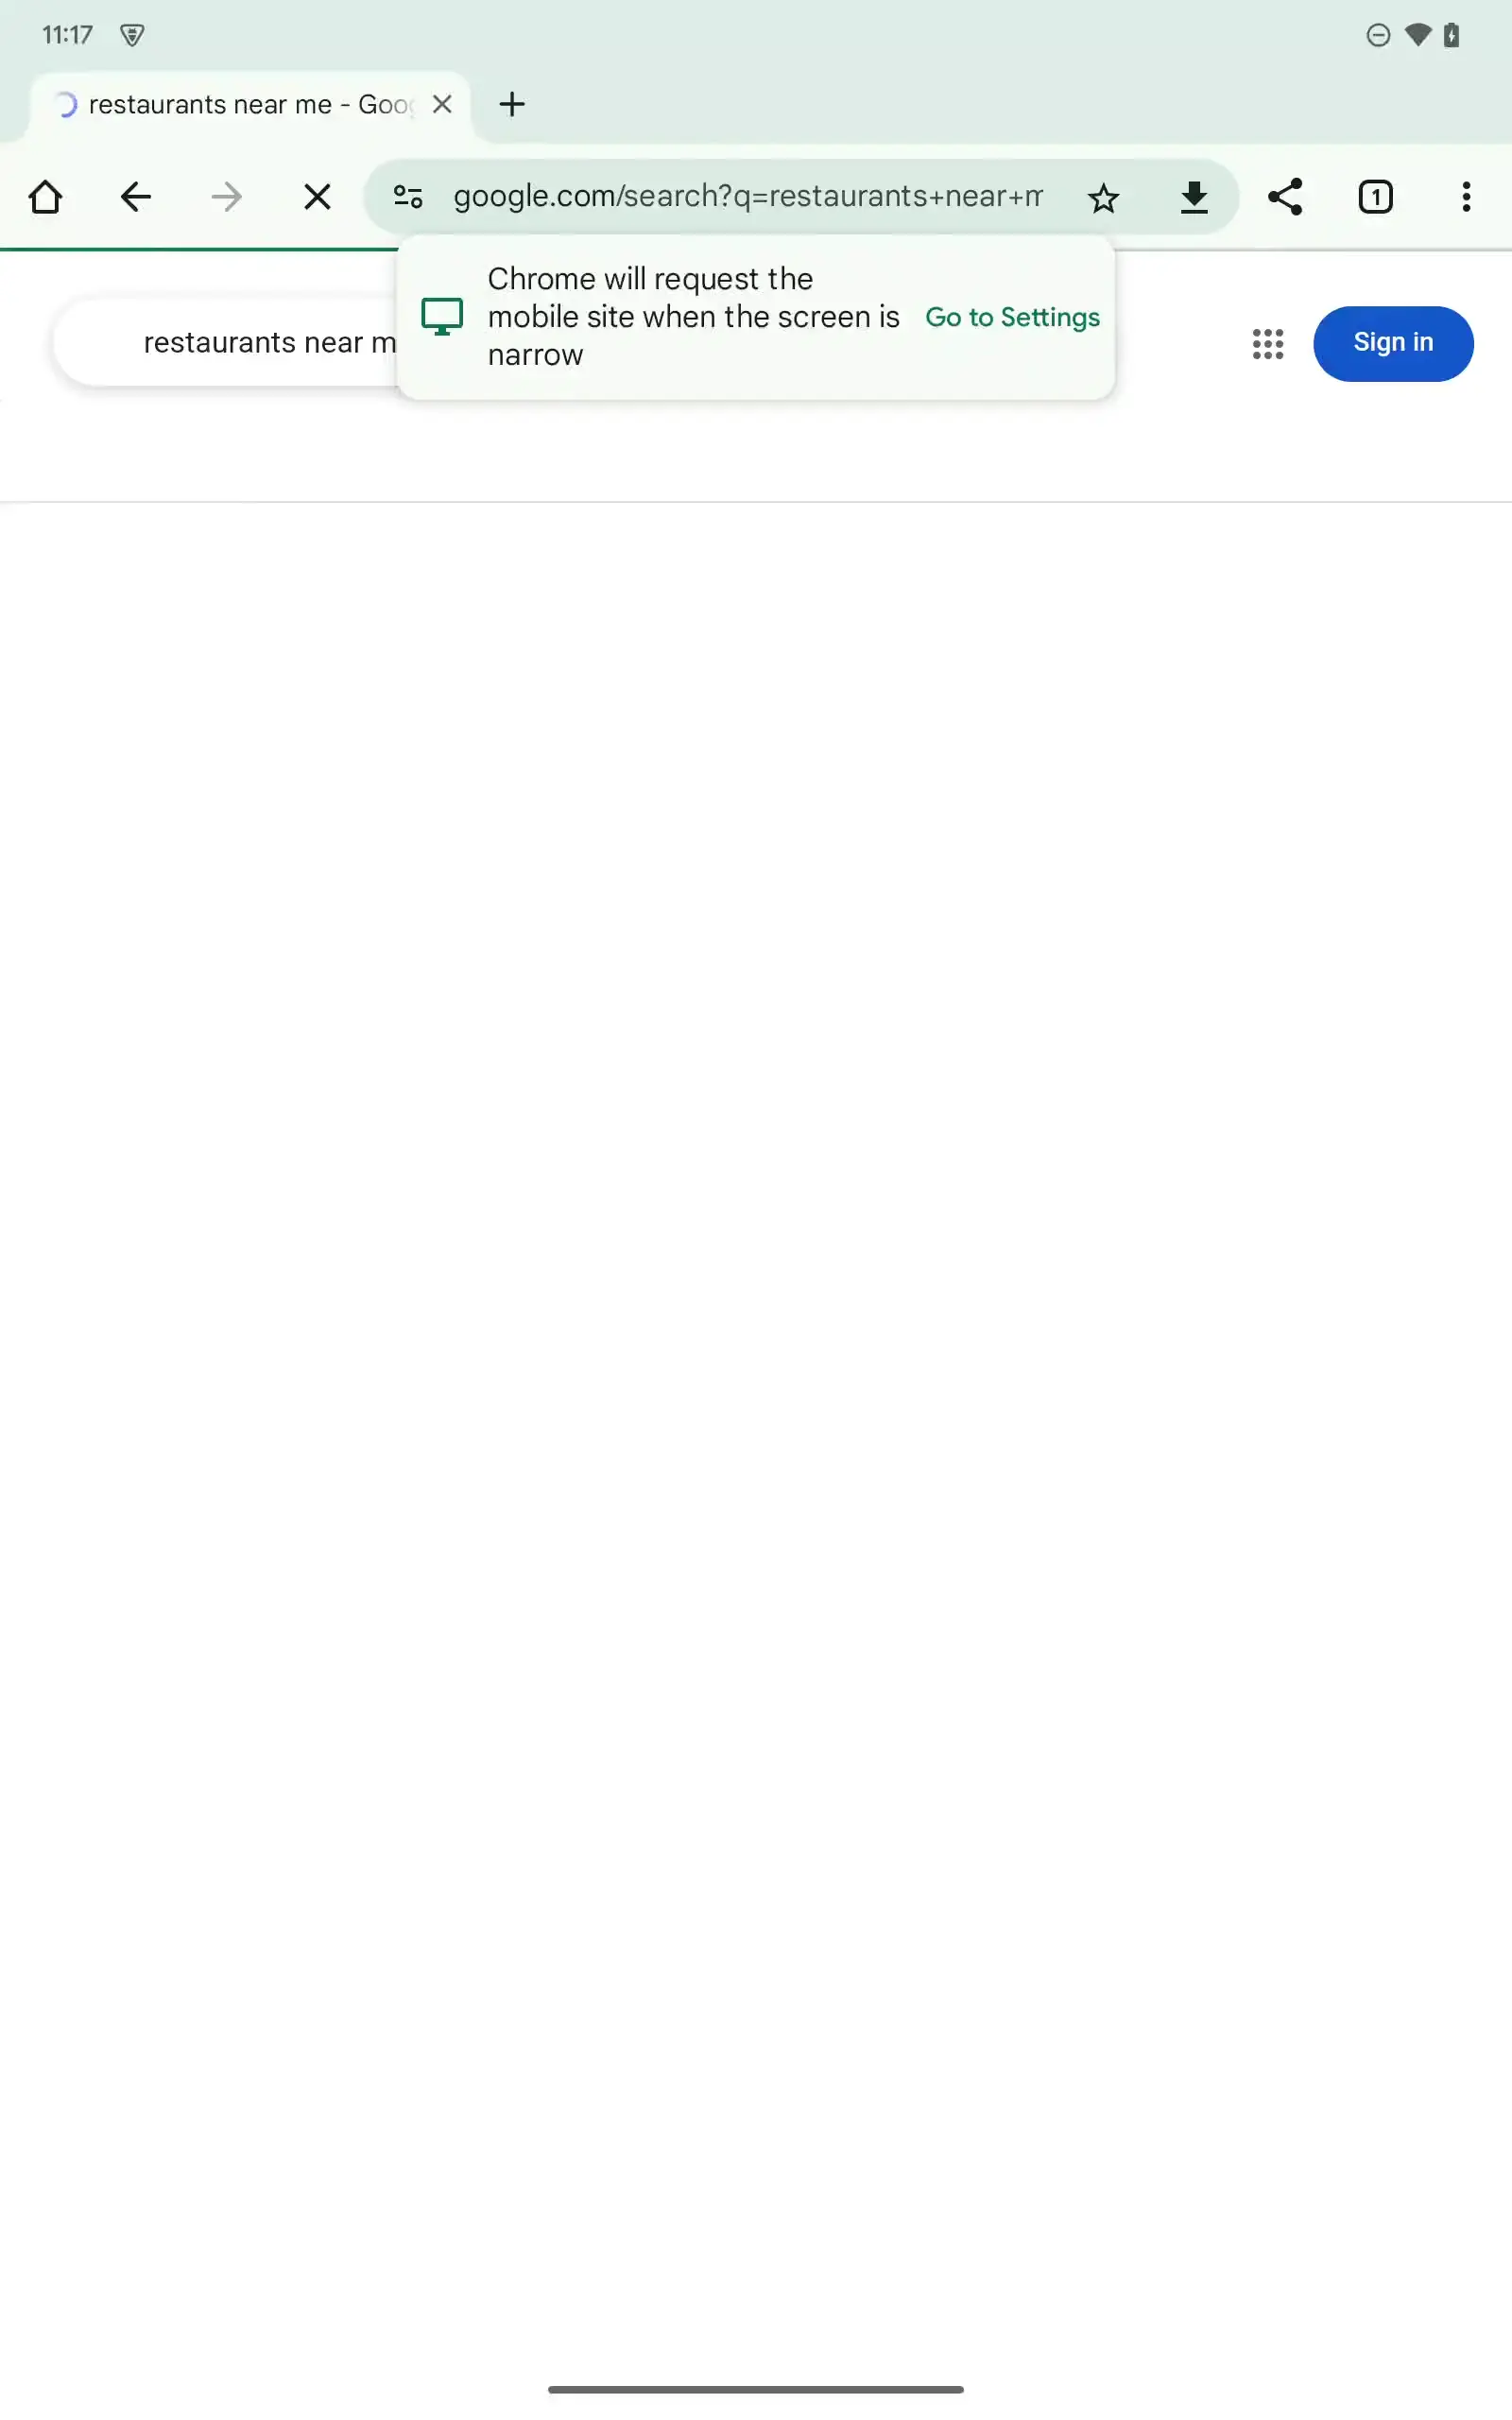 11:17
restaurants near me - Goog
google.com/search?q=restaurants+near+m
1
Chrome will request the
mobile site when the screen is
narrow
Go to Settings
restaurants near m
Sign in